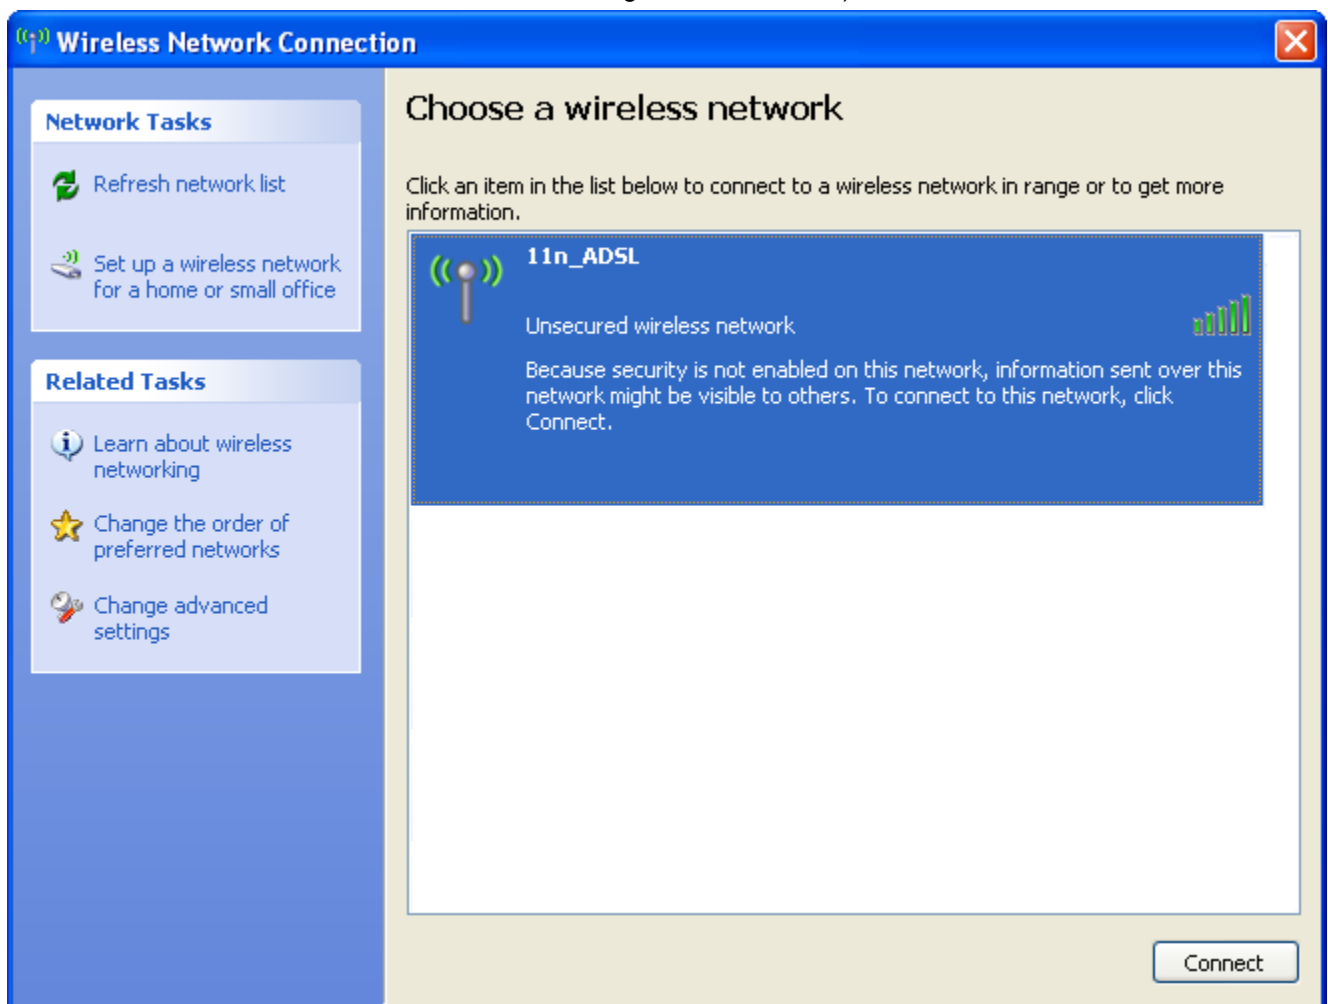 Wireless Network Connection
Network Tasks
Refresh network list
Set up a wireless network
for a home or small office
Related Tasks
Learn about wireless
networking
Change the order of
preferred networks
Change advanced
settings
Choose a wireless network
Click an item in the list below to connect to a wireless network in range or to get more
information.
11n_ADSL
Unsecured wireless network
Because security is not enabled on this network, information sent over this
network might be visible to others. To connect to this network, click
Connect.
Connect